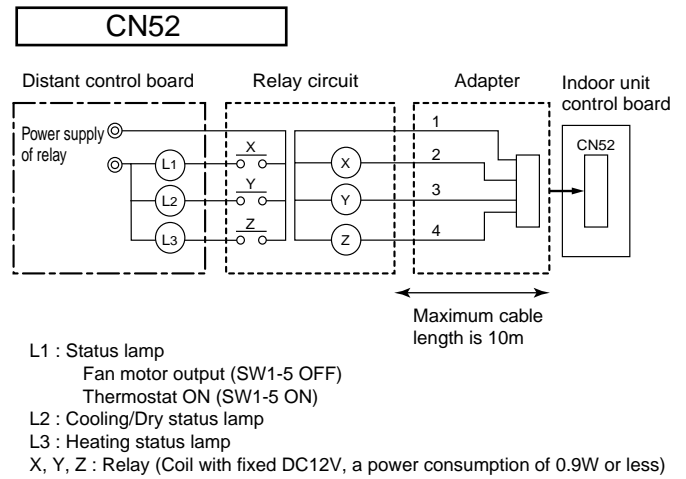 CN52
Distant control board
Relay circuit
Adapter
Indoor unit
control board
Power supply
of relay
1
X
2
CN52
L1
X
Y
3
L2
Y
Z
4
L3
Z
Maximum cable
length is 10m
L1 : Status lamp
Fan motor output (SW1-5 OFF)
Thermostat ON (SW1-5 ON)
L2 : Cooling/Dry status lamp
L3 : Heating status lamp
X, Y, Z : Relay (Coil with fixed DC12V, a power consumption of 0.9W or less)